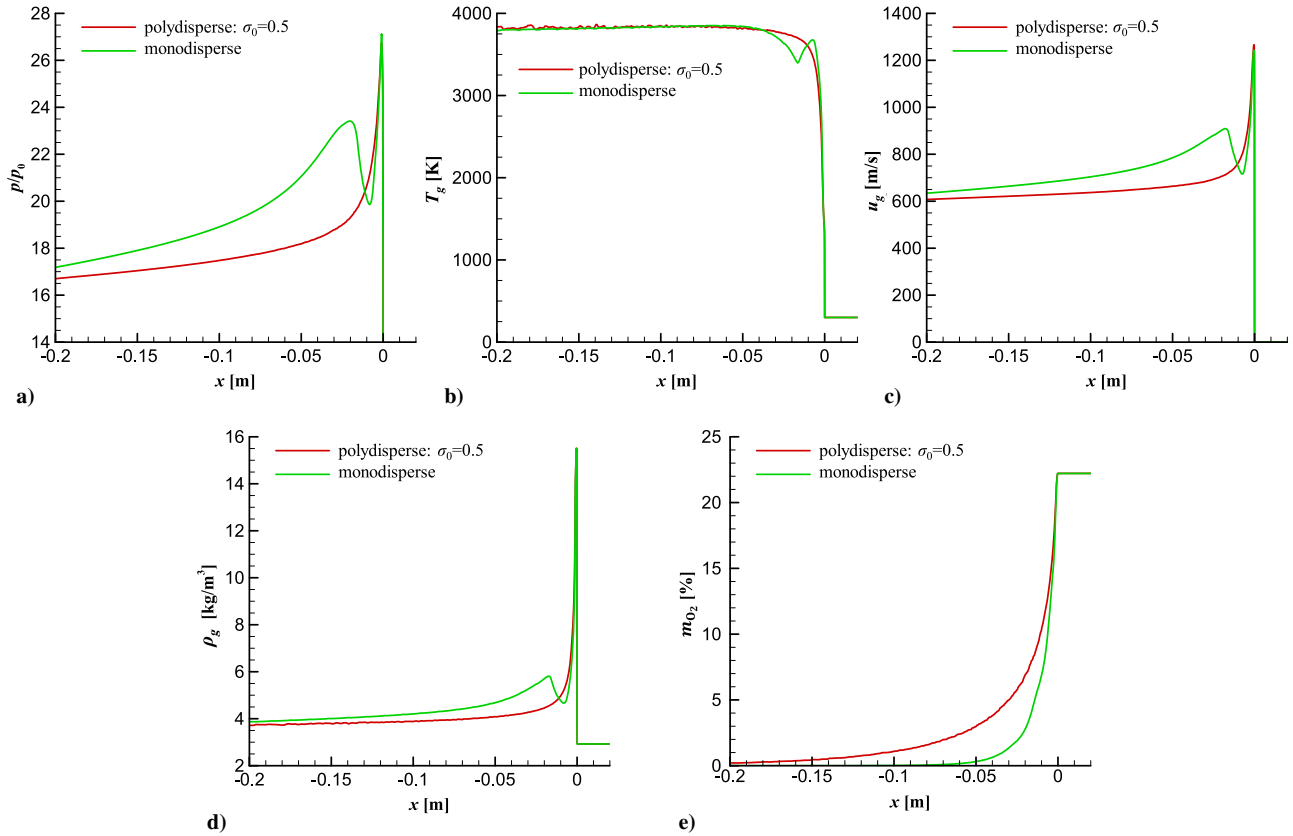 28
26
24
22
20
18
16
14
p/p₀
polydisperse: σ₀=0.5
monodisperse
-0.2
-0.15
-0.1
-0.05
0
x [m]
a)
4000
3000
2000
1000
0
T_g [K]
polydisperse: σ₀=0.5
monodisperse
-0.2
-0.15
-0.1
-0.05
0
x [m]
b)
1400
1200
1000
800
600
400
200
0
u_g [m/s]
polydisperse: σ₀=0.5
monodisperse
-0.2
-0.15
-0.1
-0.05
0
x [m]
c)
16
14
12
10
8
6
4
2
ρ_g [kg/m³]
polydisperse: σ₀=0.5
monodisperse
-0.2
-0.15
-0.1
-0.05
0
x [m]
d)
25
20
15
10
5
0
m_O₂ [%]
polydisperse: σ₀=0.5
monodisperse
-0.2
-0.15
-0.1
-0.05
0
x [m]
e)